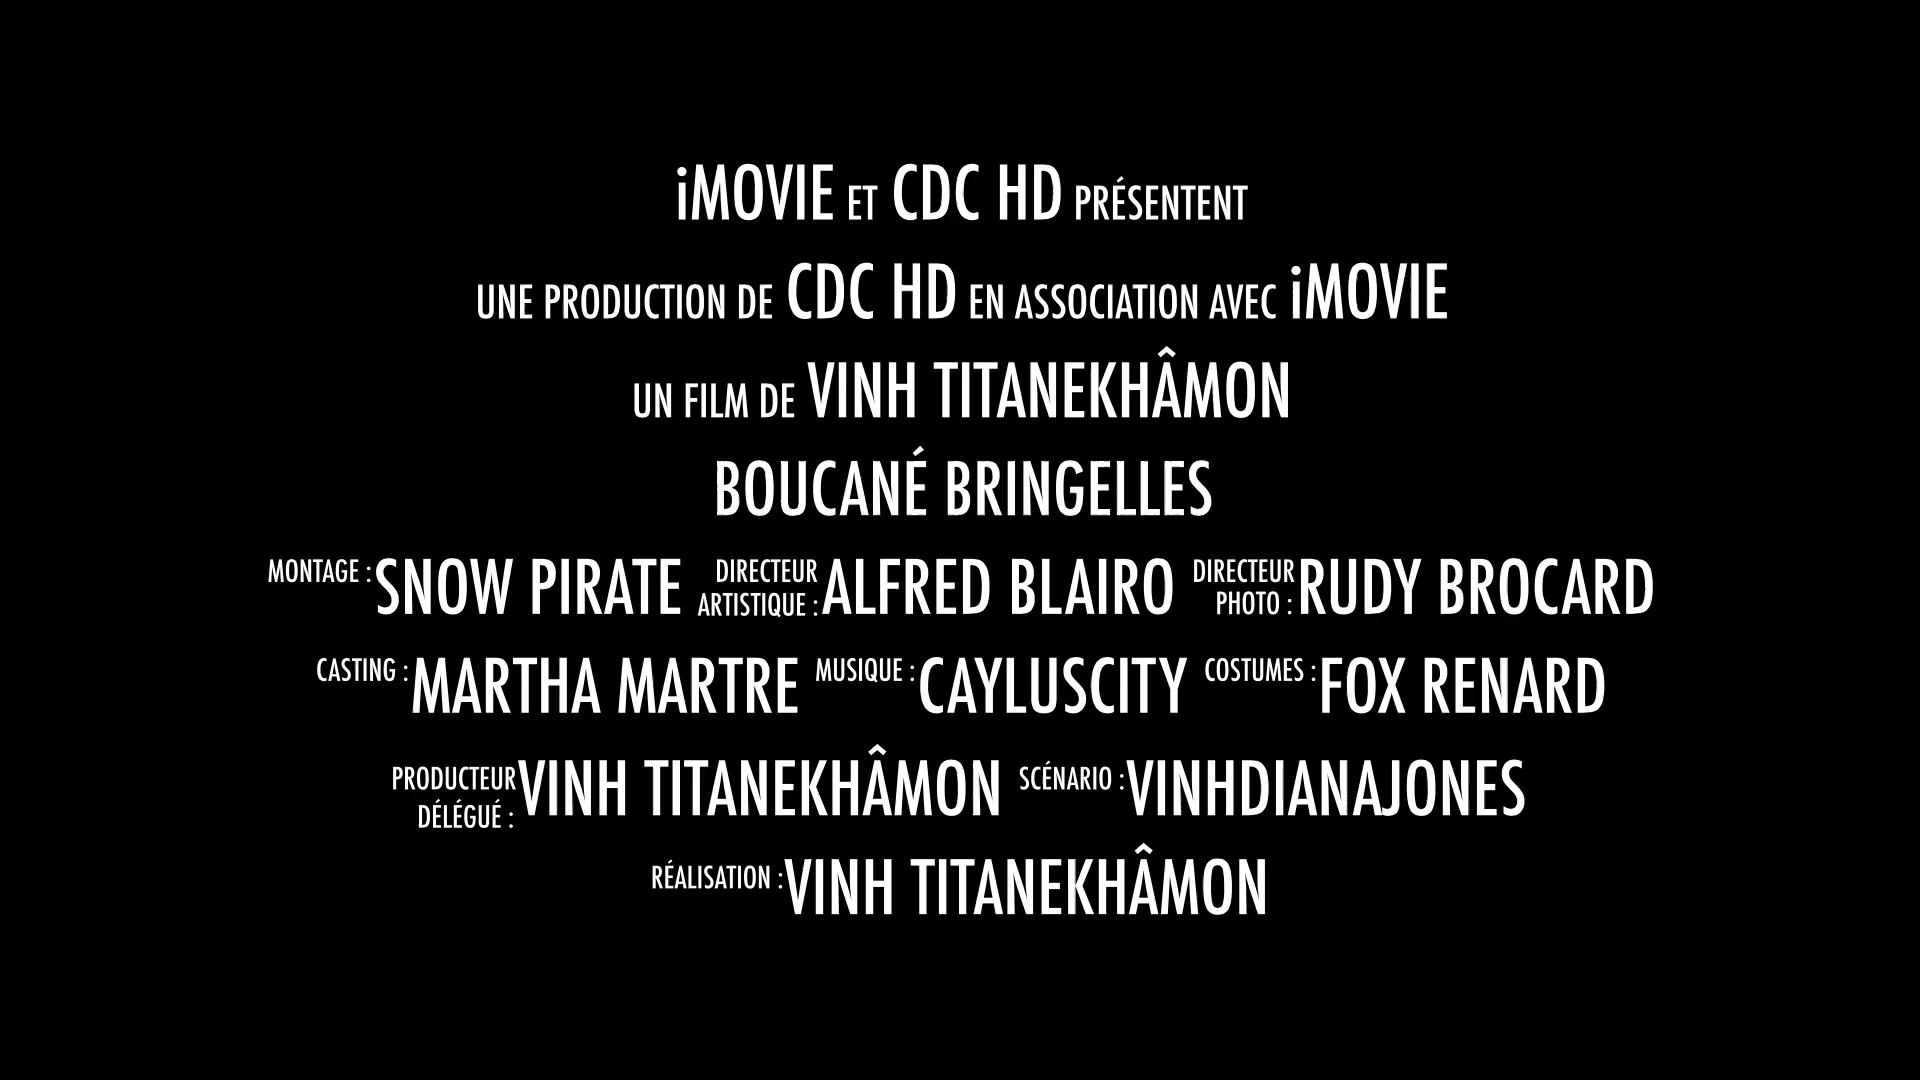 iMOVIE ET CDC HD PRÉSENTENT
UNE PRODUCTION DE CDC HD EN ASSOCIATION AVEC iMOVIE
UN FILM DE VINH TITANEKHÂMON
BOUCANÉ BRINGELLES
MONTAGE : SNOW PIRATE DIRECTEUR ARTISTIQUE : ALFRED BLAIRO DIRECTEUR PHOTO : RUDY BROCARD
CASTING : MARTHA MARTRE MUSIQUE : CAYLUSCITY COSTUMES : FOX RENARD
PRODUCTEUR DÉLÉGUÉ : VINH TITANEKHÂMON SCÉNARIO : VINHDIANAJONES
RÉALISATION : VINH TITANEKHÂMON